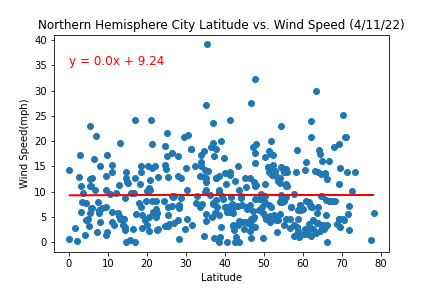 Northern Hemisphere City Latitude vs. Wind Speed (4/11/22)
40
35
30
25
20
15
10
5
0
y = 0.0x + 9.24
Wind Speed(mph)
0 10 20 30 40 50 60 70 80
Latitude